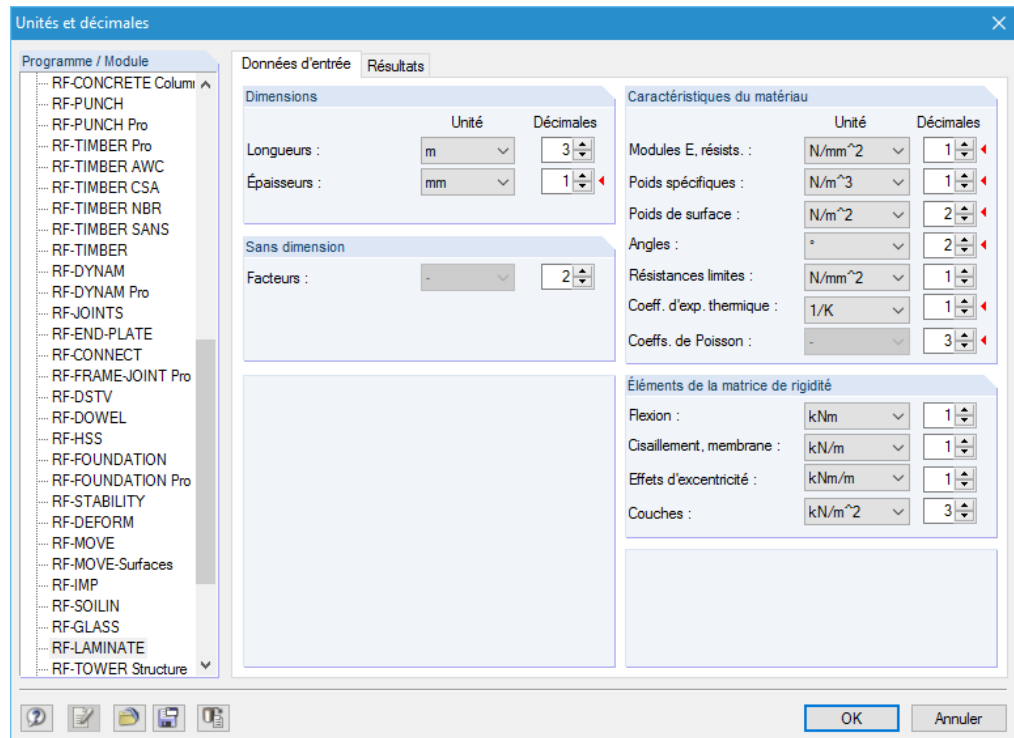 Unités et décimales
Programme / Module
RF-CONCRETE Colum
RF-PUNCH
RF-PUNCH Pro
RF-TIMBER Pro
RF-TIMBER AWC
RF-TIMBER CSA
RF-TIMBER NBR
RF-TIMBER SANS
RF-TIMBER
RF-DYNAM
RF-DYNAM Pro
RF-JOINTS
RF-END-PLATE
RF-CONNECT
RF-FRAME-JOINT Pro
RF-DSTV
RF-DOWEL
RF-HSS
RF-FOUNDATION
RF-FOUNDATION Pro
RF-STABILITY
RF-DEFORM
RF-MOVE
RF-MOVE-Surfaces
RF-IMP
RF-SOILIN
RF-GLASS
RF-LAMINATE
RF-TOWER Structure
Données d'entrée Résultats
Dimensions
Unité Décimales
Longueurs : m 3
Épaisseurs : mm 1
Sans dimension
Facteurs : - 2
Caractéristiques du matériau
Unité Décimales
Modules E, résists. : N/mm^2 1
Poids spécifiques : N/m^3 1
Poids de surface : N/m^2 2
Angles : ° 2
Résistances limites : N/mm^2 1
Coeff. d'exp. thermique : 1/K 1
Coeffs. de Poisson : - 3
Éléments de la matrice de rigidité
Flexion : kNm 1
Cisaillement, membrane : kN/m 1
Effets d'excentricité : kNm/m 1
Couches : kN/m^2 3
OK Annuler